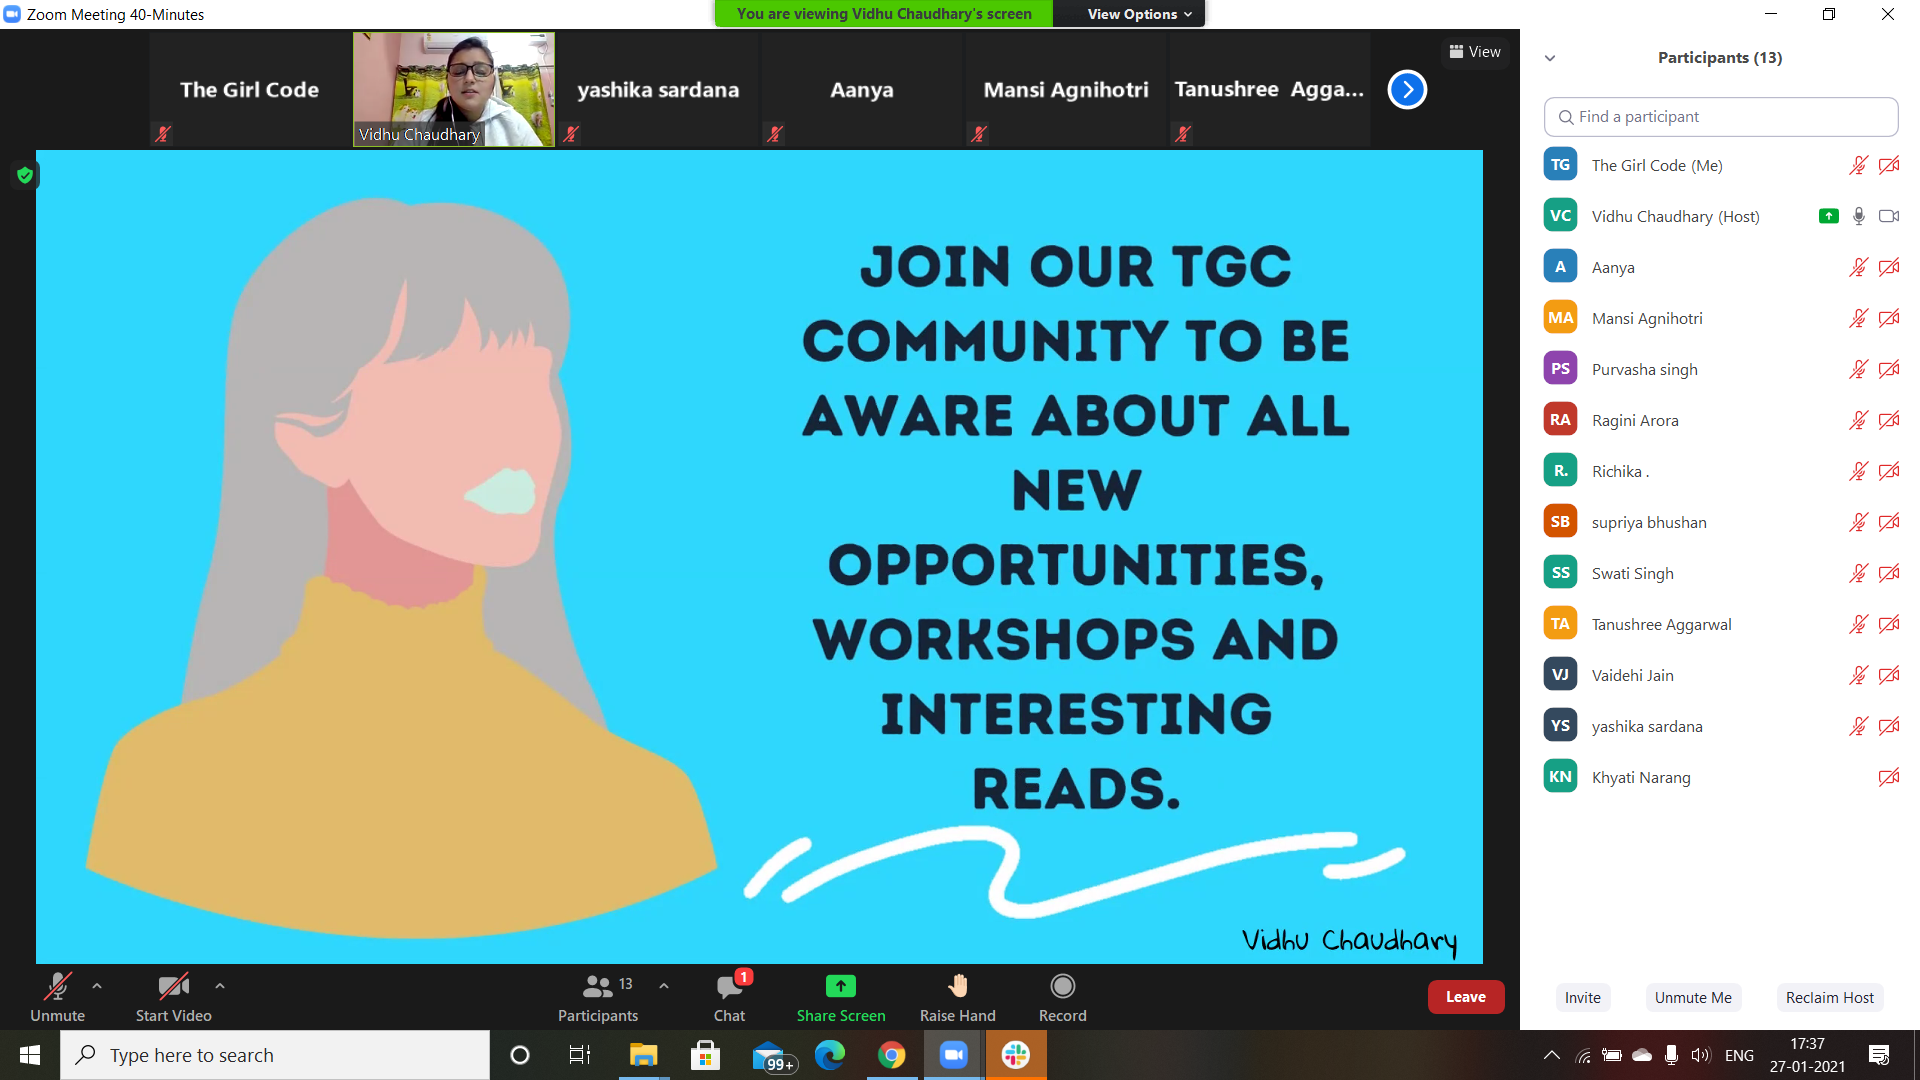 Zoom Meeting 40-Minutes
You are viewing Vidhu Chaudhary's screen
View Options
The Girl Code
Vidhu Chaudhary
yashika sardana
Aanya
Mansi Agnihotri
Tanushree Agga...
View
JOIN OUR TGC
COMMUNITY TO BE
AWARE ABOUT ALL
NEW
OPPORTUNITIES,
WORKSHOPS AND
INTERESTING
READS.
Vidhu Chaudhary
Participants (13)
Find a participant
TG The Girl Code (Me)
VC Vidhu Chaudhary (Host)
A Aanya
MA Mansi Agnihotri
PS Purvasha singh
RA Ragini Arora
R. Richika .
SB supriya bhushan
SS Swati Singh
TA Tanushree Aggarwal
VJ Vaidehi Jain
YS yashika sardana
KN Khyati Narang
Invite
Unmute Me
Reclaim Host
Unmute
Start Video
13
Participants
1
Chat
Share Screen
Raise Hand
Record
Leave
Type here to search
99+
ENG
17:37
27-01-2021